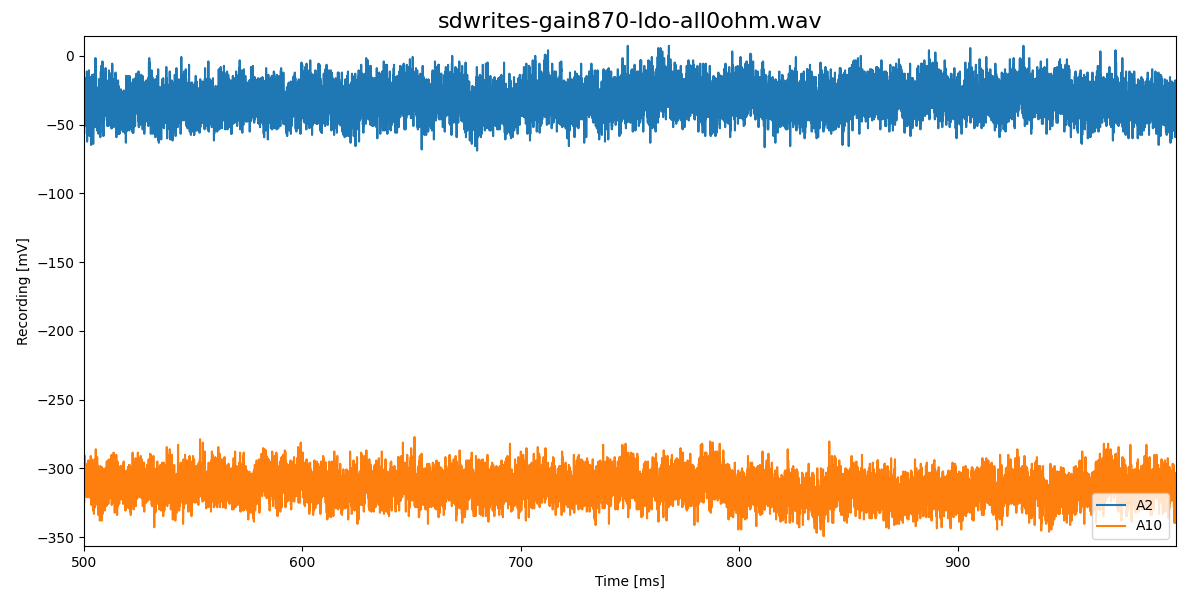 sdwrites-gain870-ldo-all0ohm.wav
Recording [mV]
0
−50
−100
−150
−200
−250
−300
−350
500
600
700
800
900
Time [ms]
A2
A10